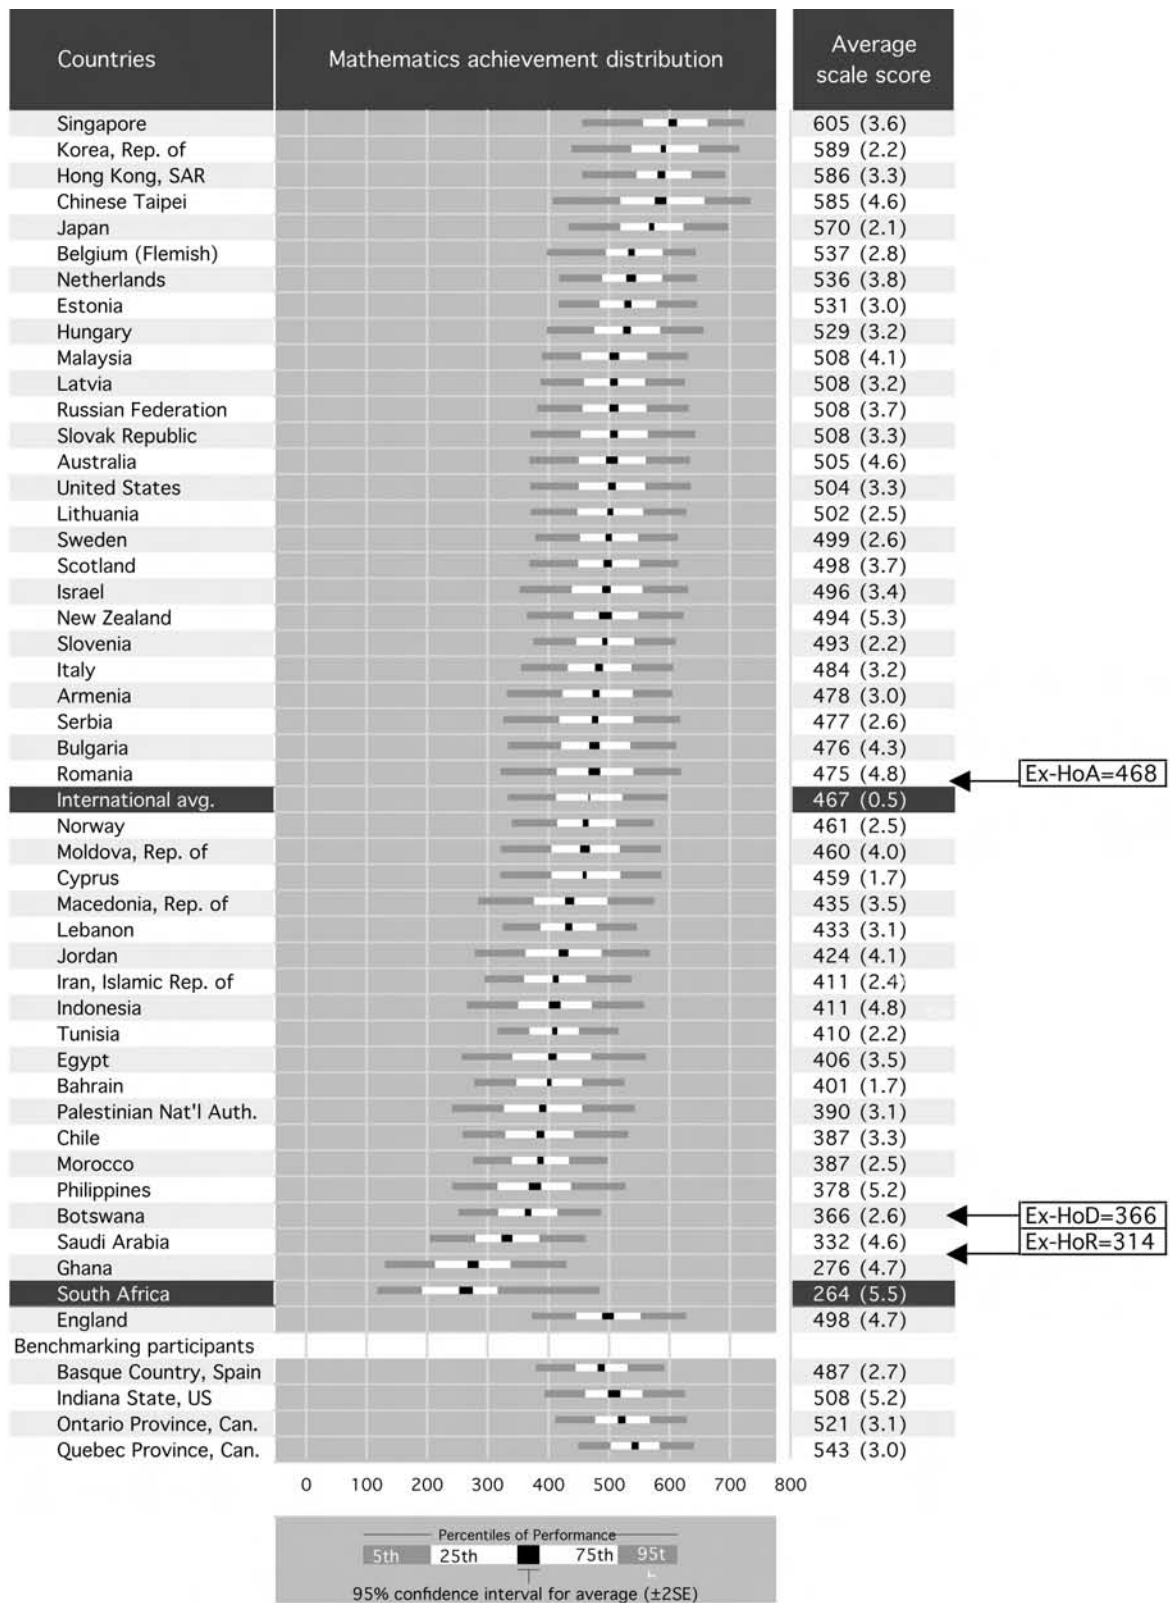 Countries Mathematics achievement distribution Average scale score
Singapore 605 (3.6)
Korea, Rep. of 589 (2.2)
Hong Kong, SAR 586 (3.3)
Chinese Taipei 585 (4.6)
Japan 570 (2.1)
Belgium (Flemish) 537 (2.8)
Netherlands 536 (3.8)
Estonia 531 (3.0)
Hungary 529 (3.2)
Malaysia 508 (4.1)
Latvia 508 (3.2)
Russian Federation 508 (3.7)
Slovak Republic 508 (3.3)
Australia 505 (4.6)
United States 504 (3.3)
Lithuania 502 (2.5)
Sweden 499 (2.6)
Scotland 498 (3.7)
Israel 496 (3.4)
New Zealand 494 (5.3)
Slovenia 493 (2.2)
Italy 484 (3.2)
Armenia 478 (3.0)
Serbia 477 (2.6)
Bulgaria 476 (4.3)
Romania 475 (4.8) Ex-HoA=468
International avg. 467 (0.5)
Norway 461 (2.5)
Moldova, Rep. of 460 (4.0)
Cyprus 459 (1.7)
Macedonia, Rep. of 435 (3.5)
Lebanon 433 (3.1)
Jordan 424 (4.1)
Iran, Islamic Rep. of 411 (2.4)
Indonesia 411 (4.8)
Tunisia 410 (2.2)
Egypt 406 (3.5)
Bahrain 401 (1.7)
Palestinian Nat'l Auth. 390 (3.1)
Chile 387 (3.3)
Morocco 387 (2.5)
Philippines 378 (5.2)
Botswana 366 (2.6) Ex-HoD=366
Saudi Arabia 332 (4.6) Ex-HoR=314
Ghana 276 (4.7)
South Africa 264 (5.5)
England 498 (4.7)
Benchmarking participants
Basque Country, Spain 487 (2.7)
Indiana State, US 508 (5.2)
Ontario Province, Can. 521 (3.1)
Quebec Province, Can. 543 (3.0)
0 100 200 300 400 500 600 700 800
Percentiles of Performance
5th 25th 75th 95t
95% confidence interval for average (±2SE)